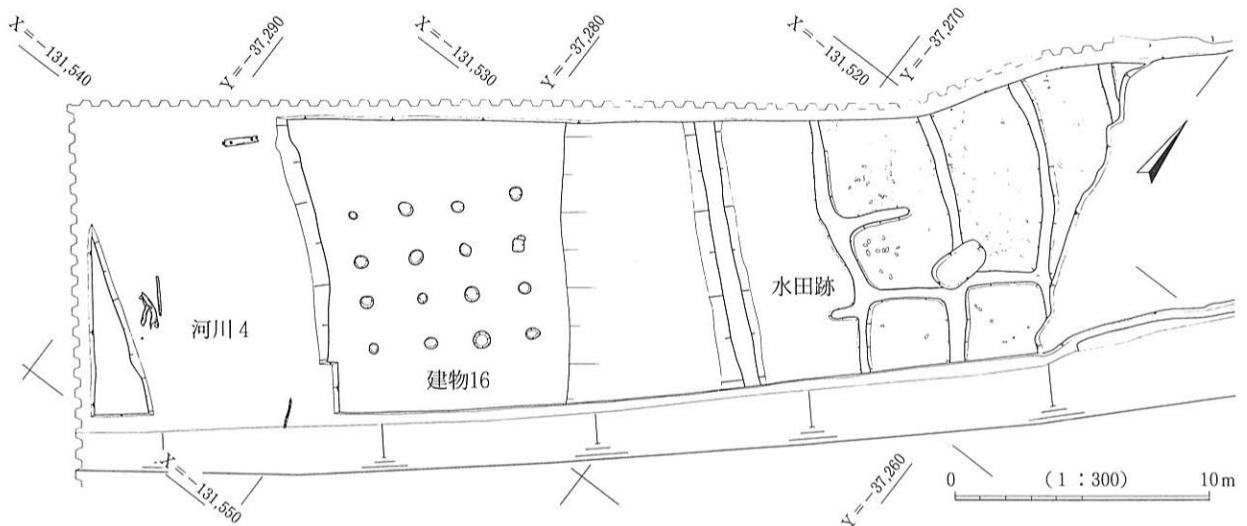 X=-131,540
Y=-37,290
X=-131,530
Y=-37,280
X=-131,520
Y=-37,270
河川4
建物16
水田跡
X=-131,550
Y=-37,260
0 (1:300) 10m